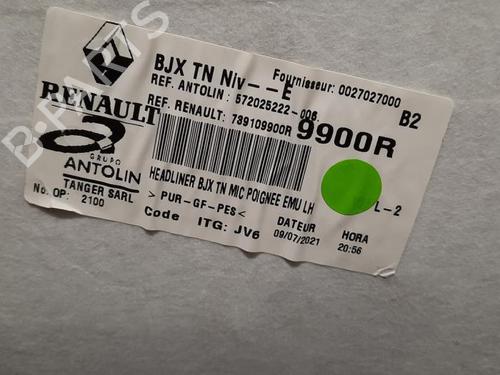 BJX TN Niv--E
Fournisseur: 0027027000
B2
REF. ANTOLIN: 572025222-006
REF. RENAULT: 789109900R
9900R
RENAULT
GRUPO
ANTOLIN
TANGER SARL
No. OP: 2100
HEADLINER BJX TN MIC POIGNEE EMU LH
L-2
> PUR-GF-PES <
Code ITG: JV6
DATEUR
09/07/2021
HORA
20:56
B-PARTS